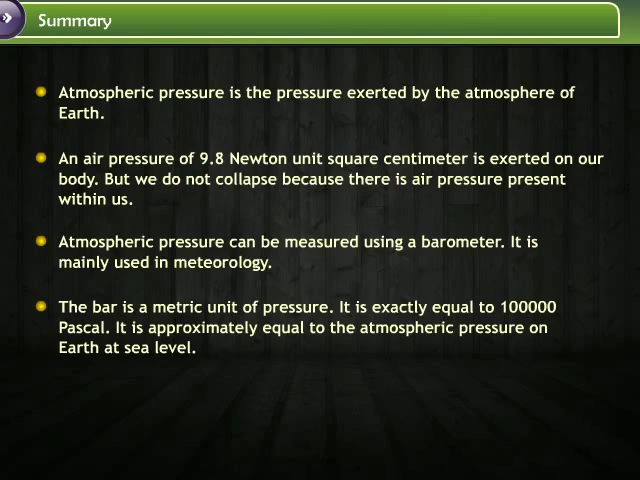 Summary
Atmospheric pressure is the pressure exerted by the atmosphere of
Earth.
An air pressure of 9.8 Newton unit square centimeter is exerted on our
body. But we do not collapse because there is air pressure present
within us.
Atmospheric pressure can be measured using a barometer. It is
mainly used in meteorology.
The bar is a metric unit of pressure. It is exactly equal to 100000
Pascal. It is approximately equal to the atmospheric pressure on
Earth at sea level.